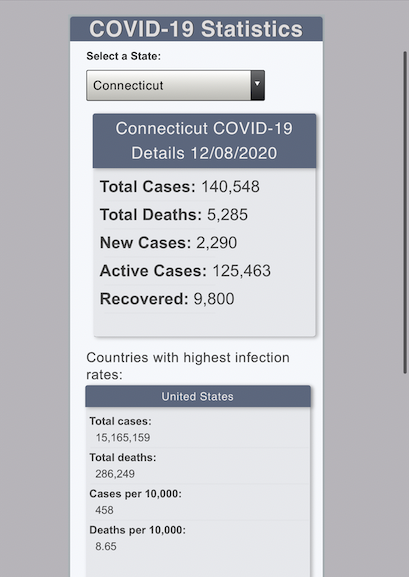 COVID-19 Statistics
Select a State:
Connecticut
Connecticut COVID-19
Details 12/08/2020
Total Cases: 140,548
Total Deaths: 5,285
New Cases: 2,290
Active Cases: 125,463
Recovered: 9,800
Countries with highest infection
rates:
United States
Total cases:
15,165,159
Total deaths:
286,249
Cases per 10,000:
458
Deaths per 10,000:
8.65